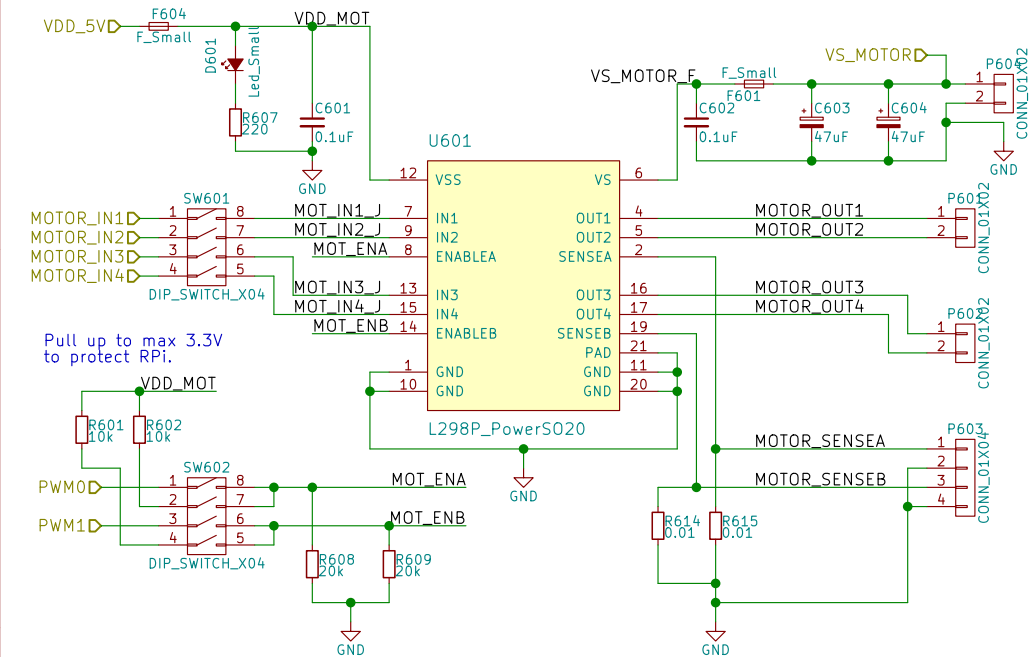 F604
VDD_5V
F_Small
VDD_MOT
D601
Led_Small
R607
220
C601
0.1uF
GND
VS_MOTOR
VS_MOTOR_F
F_Small
F601
C602
0.1uF
C603
47uF
C604
47uF
P604
1
2
CONN_01X02
GND
U601
12 VSS
VS 6
7 IN1
OUT1 4
9 IN2
OUT2 5
8 ENABLEA
SENSEA 2
13 IN3
OUT3 16
15 IN4
OUT4 17
14 ENABLEB
SENSEB 19
PAD 21
1 GND
GND 11
10 GND
GND 20
L298P_PowerSO20
GND
SW601
MOTOR_IN1 1 8 MOT_IN1_J
MOTOR_IN2 2 7 MOT_IN2_J
MOT_ENA
MOTOR_IN3 3 6
MOTOR_IN4 4 5
MOT_IN3_J
MOT_IN4_J
MOT_ENB
DIP_SWITCH_X04
Pull up to max 3.3V
to protect RPi.
VDD_MOT
R601
10k
R602
10k
SW602
PWM0 1 8 MOT_ENA
2 7
PWM1 3 6 MOT_ENB
4 5
DIP_SWITCH_X04
R608
20k
R609
20k
GND
MOTOR_OUT1 1
MOTOR_OUT2 2
P601
CONN_01X02
MOTOR_OUT3
MOTOR_OUT4
P602
1
2
CONN_01X02
P603
MOTOR_SENSEA 1
2
MOTOR_SENSEB 3
4
CONN_01X04
R614
0.01
R615
0.01
GND